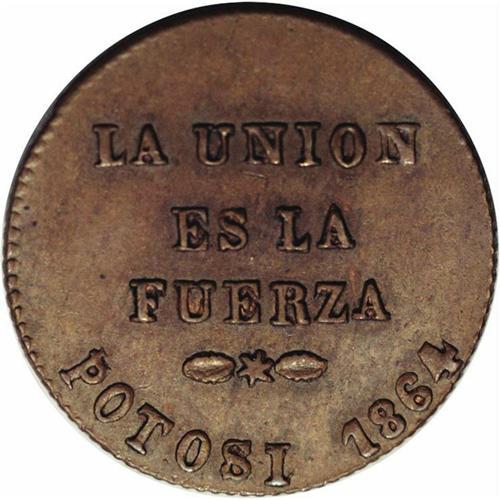 LA UNION
ES LA
FUERZA
POTOSI 1864